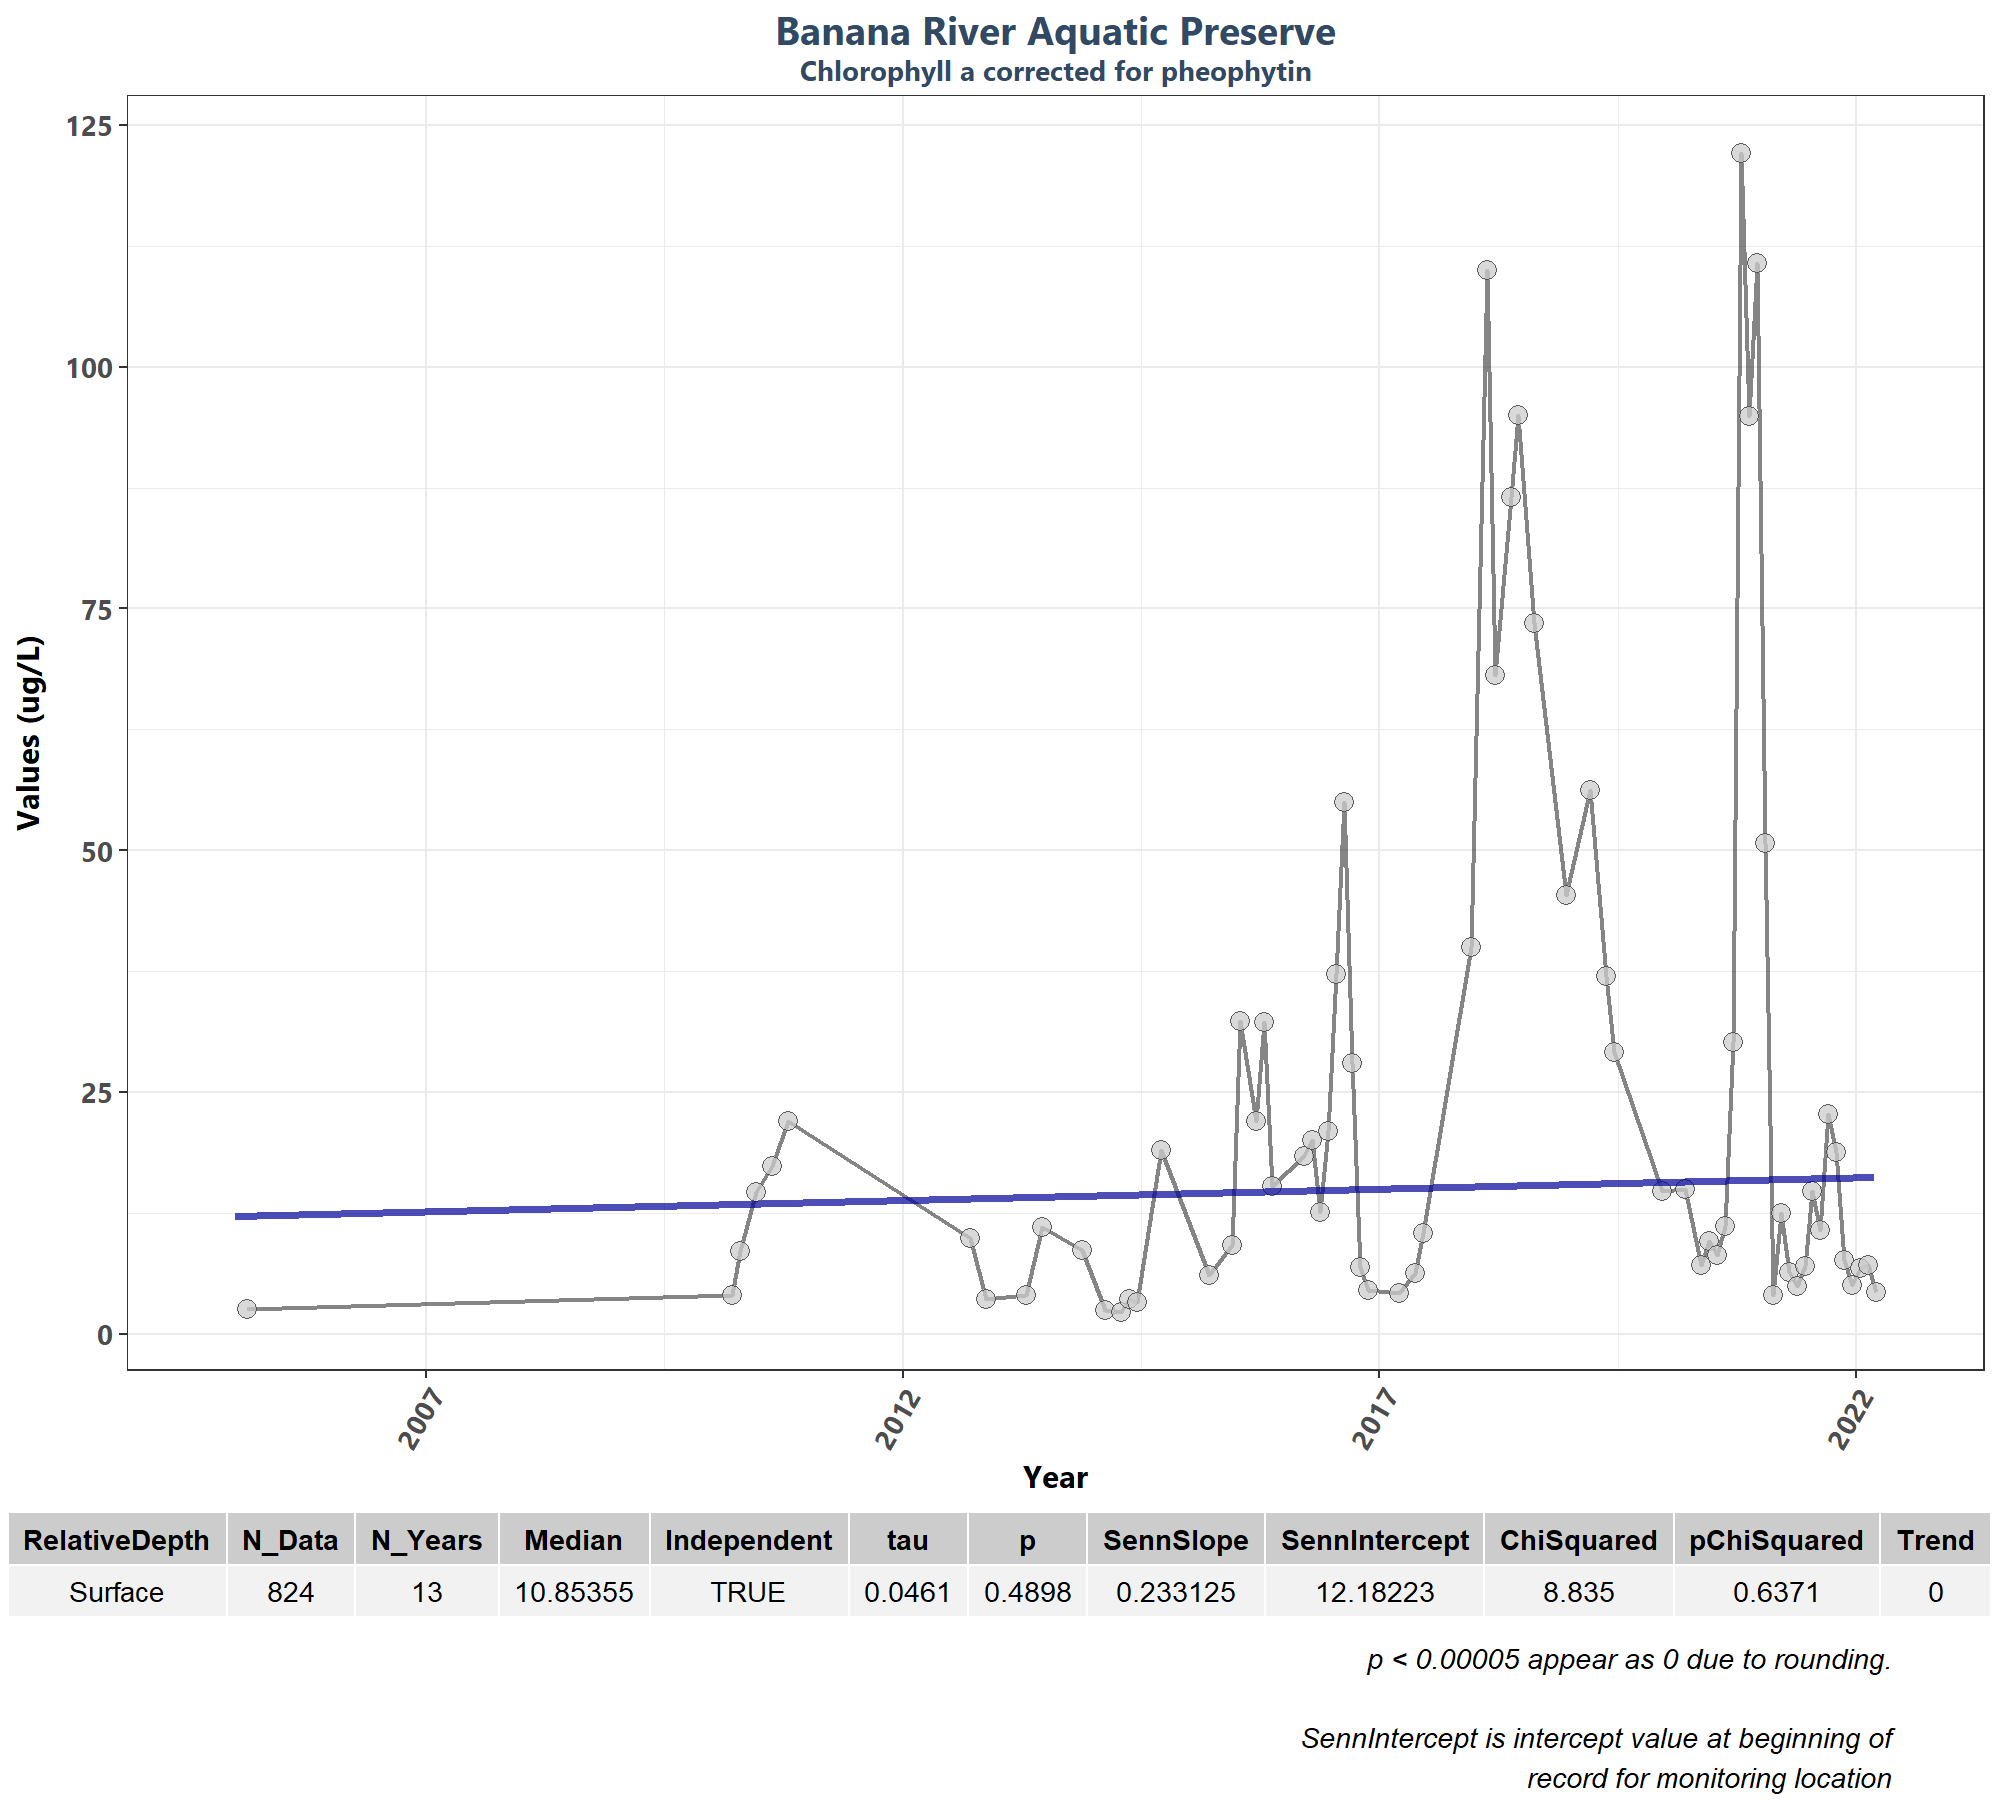 Banana River Aquatic Preserve
Chlorophyll a corrected for pheophytin
125
100
75
50
25
0
Values (ug/L)
2007 2012 2017 2022
Year
RelativeDepth N_Data N_Years Median Independent tau p SennSlope SennIntercept ChiSquared pChiSquared Trend
Surface 824 13 10.85355 TRUE 0.0461 0.4898 0.233125 12.18223 8.835 0.6371 0
p < 0.00005 appear as 0 due to rounding.
SennIntercept is intercept value at beginning of
record for monitoring location